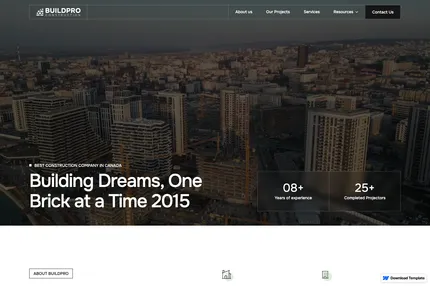 BUILDPRO
CONSTRUCTION
About us
Our Projects
Services
Resources
Contact Us
BEST CONSTRUCTION COMPANY IN CANADA
Building Dreams, One
Brick at a Time 2015
08+
Years of experience
25+
Completed Projectors
ABOUT BUILDPRO
Download Template